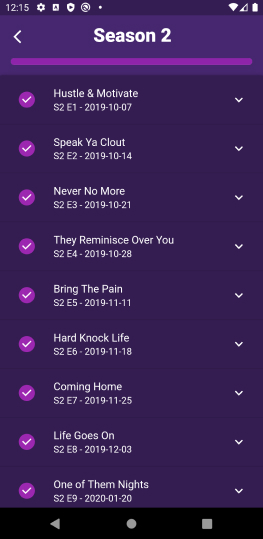 12:15
Season 2
Hustle & Motivate
S2 E1 - 2019-10-07
Speak Ya Clout
S2 E2 - 2019-10-14
Never No More
S2 E3 - 2019-10-21
They Reminisce Over You
S2 E4 - 2019-10-28
Bring The Pain
S2 E5 - 2019-11-11
Hard Knock Life
S2 E6 - 2019-11-18
Coming Home
S2 E7 - 2019-11-25
Life Goes On
S2 E8 - 2019-12-03
One of Them Nights
S2 E9 - 2020-01-20